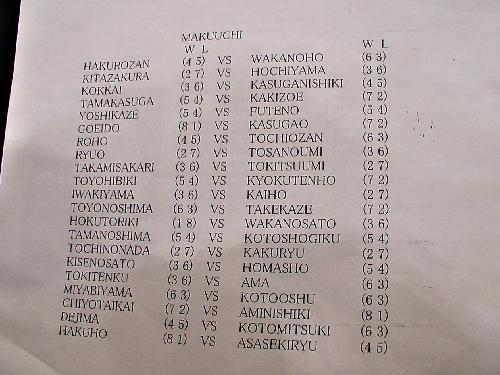 MAKUUCHI
W L W L
HAKUROZAN (4 5) VS WAKANOHO (6 3)
KITAZAKURA (2 7) VS HOCHIYAMA (3 6)
KOKKAI (3 6) VS KASUGANISHIKI (4 5)
TAMAKASUGA (5 4) VS KAKIZOE (7 2)
YOSHIKAZE (5 4) VS FUTENO (5 4)
GOEIDO (8 1) VS KASUGAO (7 2)
ROHO (4 5) VS TOCHIOZAN (6 3)
RYUO (2 7) VS TOSANOUMI (3 6)
TAKAMISAKARI (3 6) VS TOKITSUUMI (2 7)
TOYOHIBIKI (5 4) VS KYOKUTENHO (7 2)
IWAKIYAMA (3 6) VS KAIHO (2 7)
TOYONOSHIMA (6 3) VS TAKEKAZE (7 2)
HOKUTORIKI (1 8) VS WAKANOSATO (3 6)
TAMANOSHIMA (5 4) VS KOTOSHOGIKU (5 4)
TOCHINONADA (2 7) VS KAKURYU (2 7)
KISENOSATO (3 6) VS HOMASHO (5 4)
TOKITENKU (3 6) VS AMA (6 3)
MIYABIYAMA (6 3) VS KOTOOSHU (6 3)
CHIYOTAIKAI (7 2) VS AMINISHIKI (8 1)
DEJIMA (4 5) VS KOTOMITSUKI (6 3)
HAKUHO (8 1) VS ASASEKIRYU (4 5)